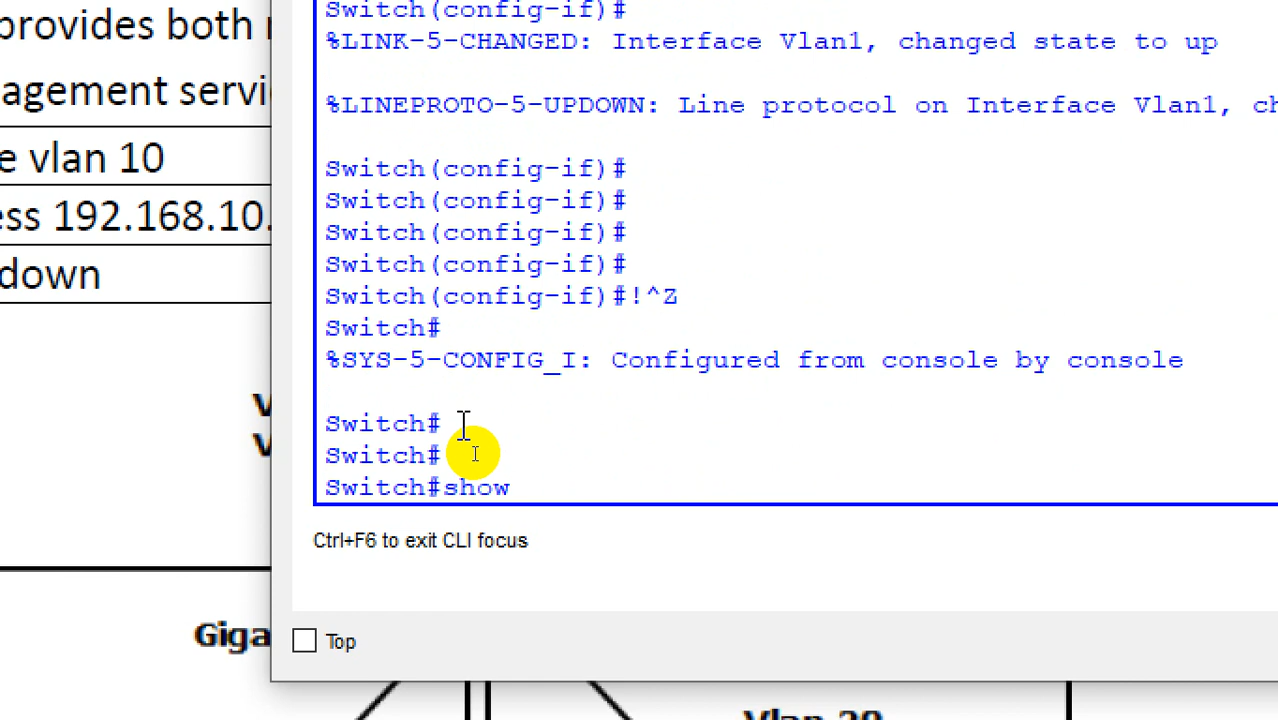 provides both
agement servi
e vlan 10
ess 192.168.10.
down
Giga
Vlan 20
Switch(config-if)#
%LINK-5-CHANGED: Interface Vlan1, changed state to up
%LINEPROTO-5-UPDOWN: Line protocol on Interface Vlan1, ch
Switch(config-if)#
Switch(config-if)#
Switch(config-if)#
Switch(config-if)#
Switch(config-if)#!^Z
Switch#
%SYS-5-CONFIG_I: Configured from console by console
Switch#
Switch#
Switch#show
Ctrl+F6 to exit CLI focus
Top